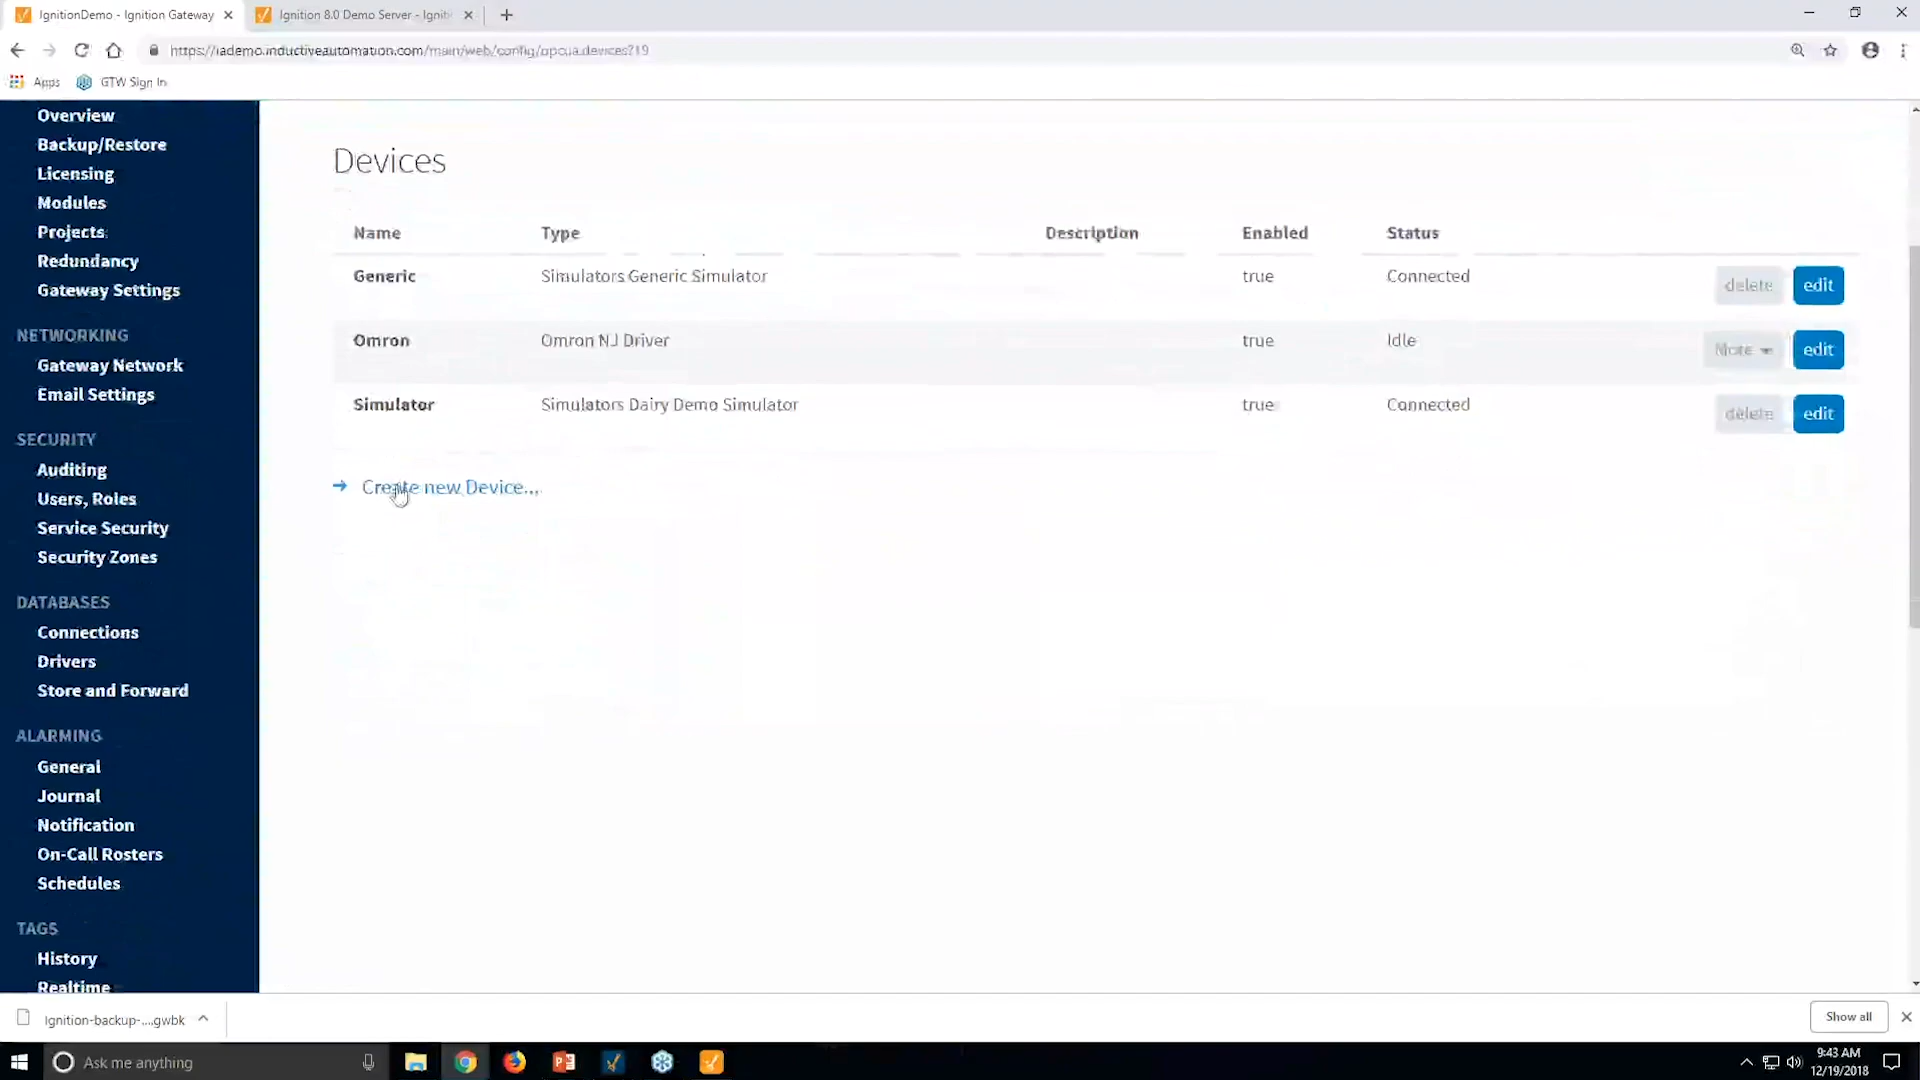 IgnitionDemo - Ignition Gateway
Ignition 8.0 Demo Server - Igniti
https://iademo.inductiveautomation.com/main/web/config/opcua.devices?19
Apps GTW Sign In
Overview
Backup/Restore
Licensing
Modules
Projects
Redundancy
Gateway Settings
NETWORKING
Gateway Network
Email Settings
SECURITY
Auditing
Users, Roles
Service Security
Security Zones
DATABASES
Connections
Drivers
Store and Forward
ALARMING
General
Journal
Notification
On-Call Rosters
Schedules
TAGS
History
Realtime
Devices
Name Type Description Enabled Status
Generic Simulators Generic Simulator true Connected delete edit
Omron Omron NJ Driver true Idle More edit
Simulator Simulators Dairy Demo Simulator true Connected delete edit
Create new Device...
Ignition-backup-....gwbk
Show all
Ask me anything
9:43 AM
12/19/2018